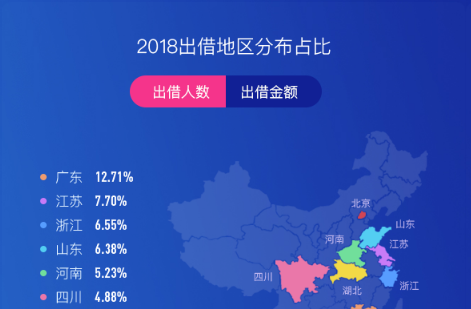 2018出借地区分布占比
出借人数 出借金额
广东 12.71%
江苏 7.70%
浙江 6.55%
山东 6.38%
河南 5.23%
四川 4.88%
北京
山东
河南
江苏
四川
浙江
湖北